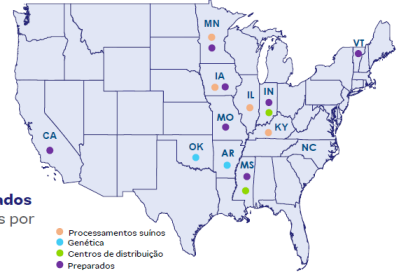 MN
VT
IA
IL
IN
MO
KY
CA
NC
OK
AR
MS
ados
s por
Processamentos suínos
Genética
Centros de distribuição
Preparados